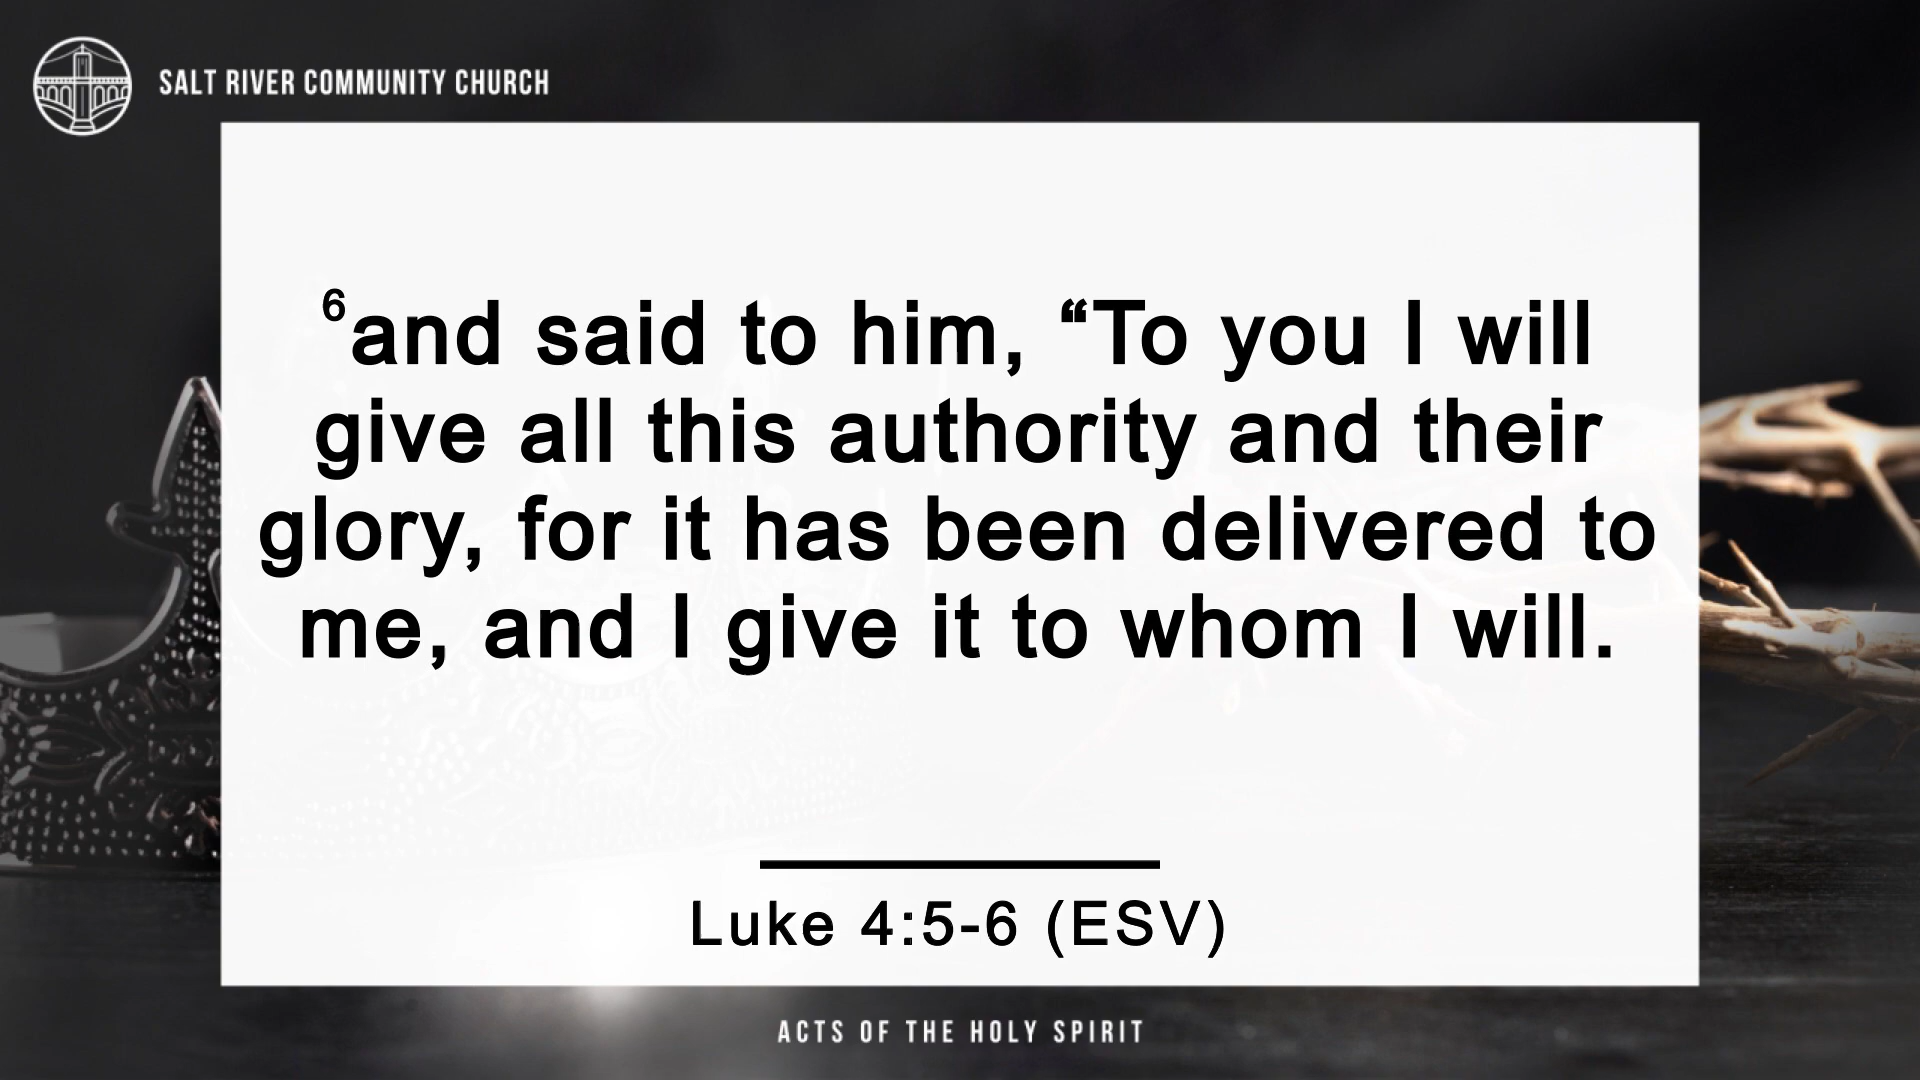 SALT RIVER COMMUNITY CHURCH
6and said to him, “To you I will
give all this authority and their
glory, for it has been delivered to
me, and I give it to whom I will.
Luke 4:5-6 (ESV)
ACTS OF THE HOLY SPIRIT